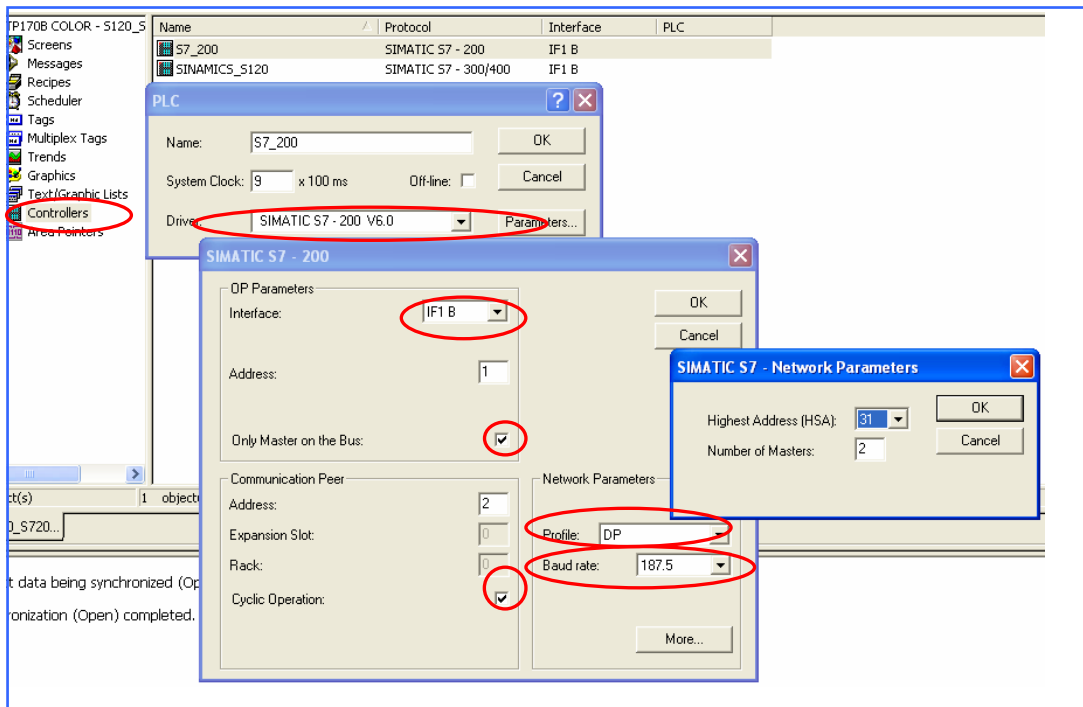 TP170B COLOR - S120_S
Screens
Messages
Recipes
Scheduler
Tags
Multiplex Tags
Trends
Graphics
Text/Graphic Lists
Controllers
Area Pointers
Name Protocol Interface PLC
S7_200 SIMATIC S7 - 200 IF1 B
SINAMICS_S120 SIMATIC S7 - 300/400 IF1 B
PLC
Name: S7_200 OK
System Clock: 9 x 100 ms Off-line: Cancel
Driver: SIMATIC S7 - 200 V6.0 Parameters...
SIMATIC S7 - 200
OP Parameters
Interface: IF1 B
Address: 1
Only Master on the Bus:
OK
Cancel
Communication Peer
Address: 2
Expansion Slot: 0
Rack: 0
Cyclic Operation:
Network Parameters
Profile: DP
Baud rate: 187.5
More...
SIMATIC S7 - Network Parameters
Highest Address (HSA): 31 OK
Number of Masters: 2 Cancel
ct(s) 1 object
0_S720...
t data being synchronized (Op
ronization (Open) completed.